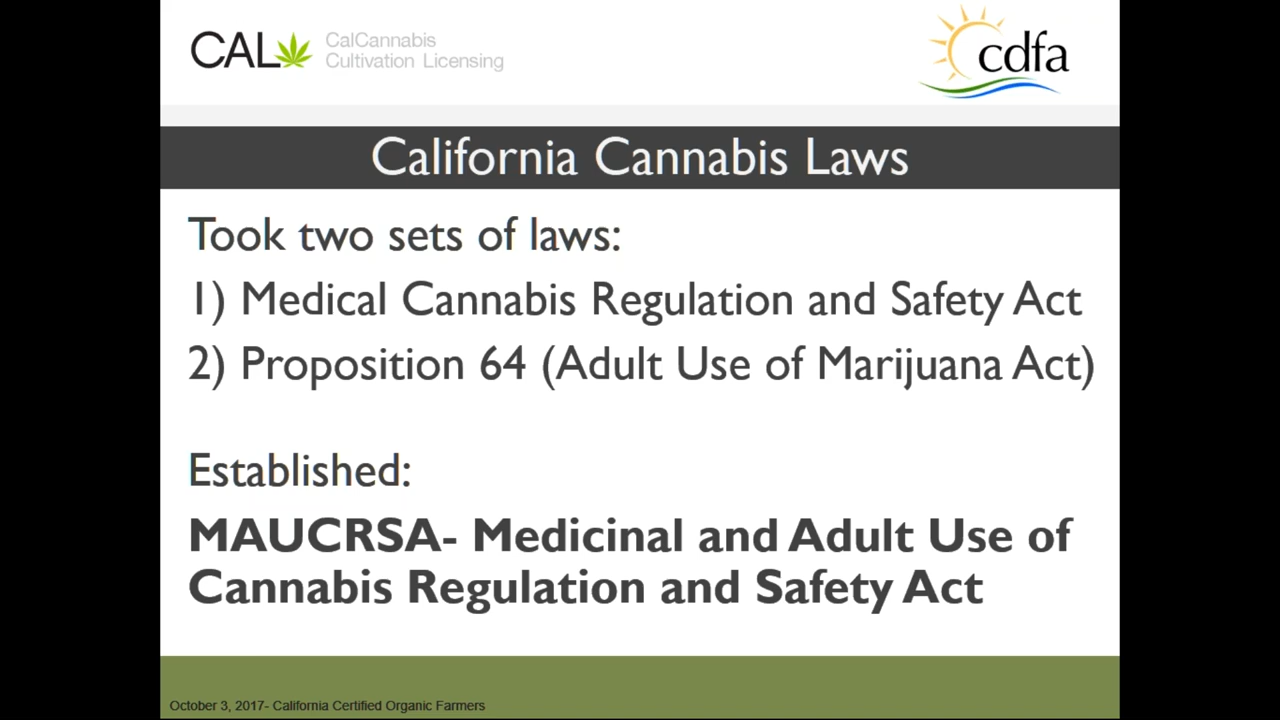 CAL
CalCannabis
Cultivation Licensing
cdfa
California Cannabis Laws
Took two sets of laws:
1) Medical Cannabis Regulation and Safety Act
2) Proposition 64 (Adult Use of Marijuana Act)
Established:
MAUCRSA- Medicinal and Adult Use of
Cannabis Regulation and Safety Act
October 3, 2017- California Certified Organic Farmers